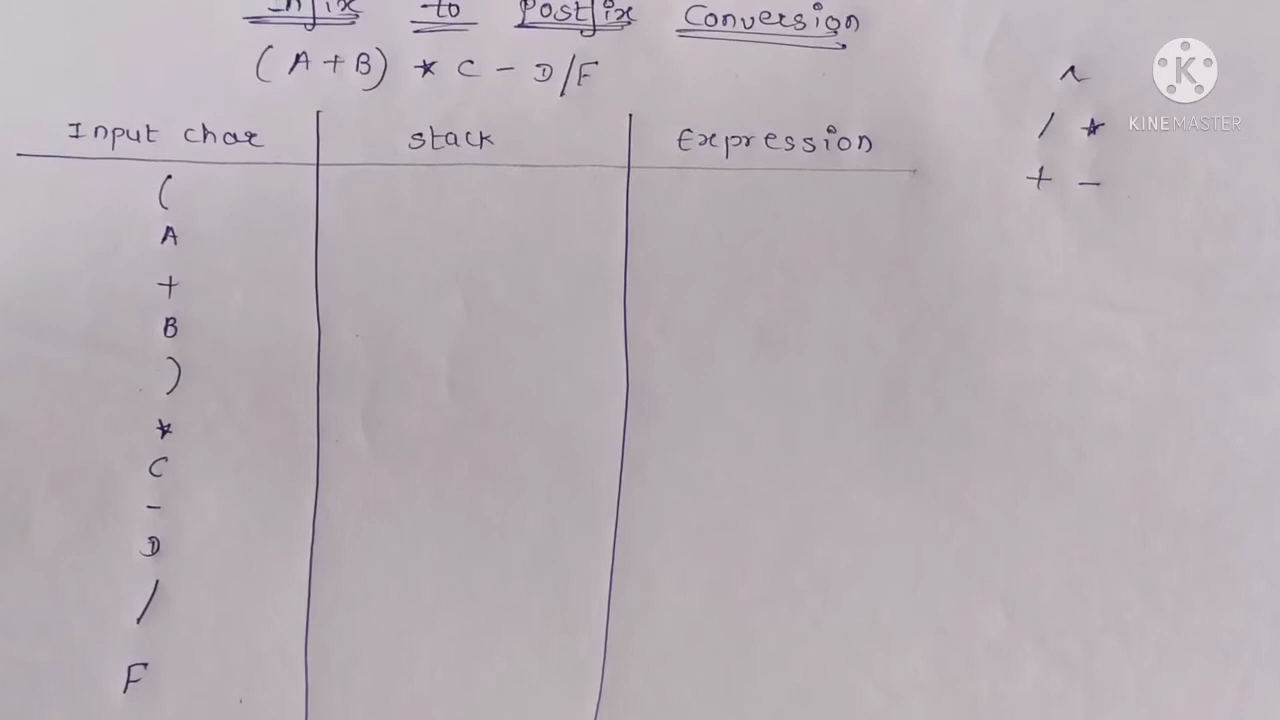 Infix to Postfix Conversion
(A+B) * C - D/F
^
/ *
+ -
KINEMASTER
Input char Stack Expression
(
A
+
B
)
*
C
-
D
/
F